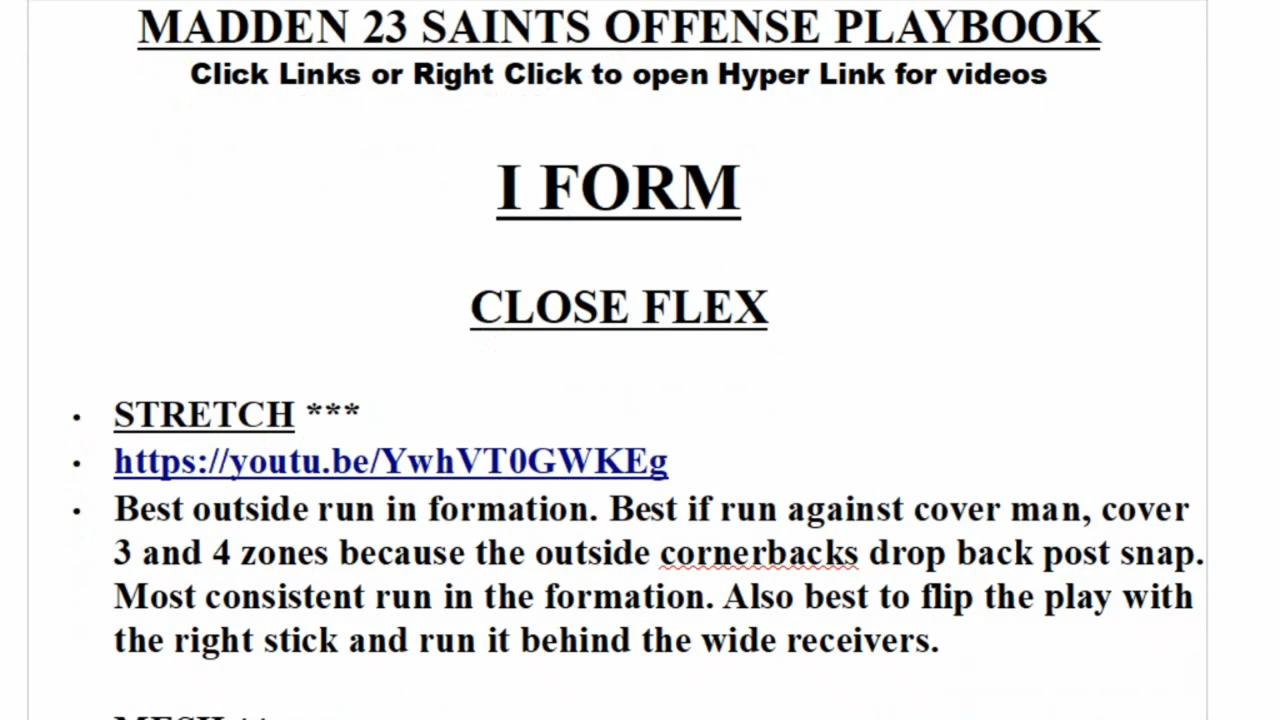 MADDEN 23 SAINTS OFFENSE PLAYBOOK
Click Links or Right Click to open Hyper Link for videos
I FORM
CLOSE FLEX
• STRETCH ***
• https://youtu.be/YwhVT0GWKEg
• Best outside run in formation. Best if run against cover man, cover
3 and 4 zones because the outside cornerbacks drop back post snap.
Most consistent run in the formation. Also best to flip the play with
the right stick and run it behind the wide receivers.
MESH **